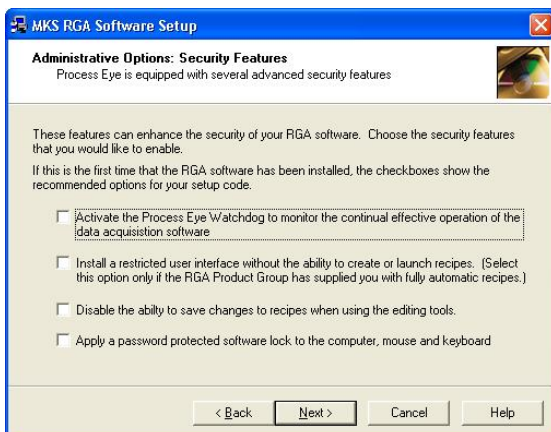 MKS RGA Software Setup
Administrative Options: Security Features
Process Eye is equipped with several advanced security features
These features can enhance the security of your RGA software. Choose the security features
that you would like to enable.
If this is the first time that the RGA software has been installed, the checkboxes show the
recommended options for your setup code.
Activate the Process Eye Watchdog to monitor the continual effective operation of the
data acquisistion software
Install a restricted user interface without the ability to create or launch recipes. (Select
this option only if the RGA Product Group has supplied you with fully automatic recipes.)
Disable the abilty to save changes to recipes when using the editing tools.
Apply a password protected software lock to the computer, mouse and keyboard
< Back
Next >
Cancel
Help